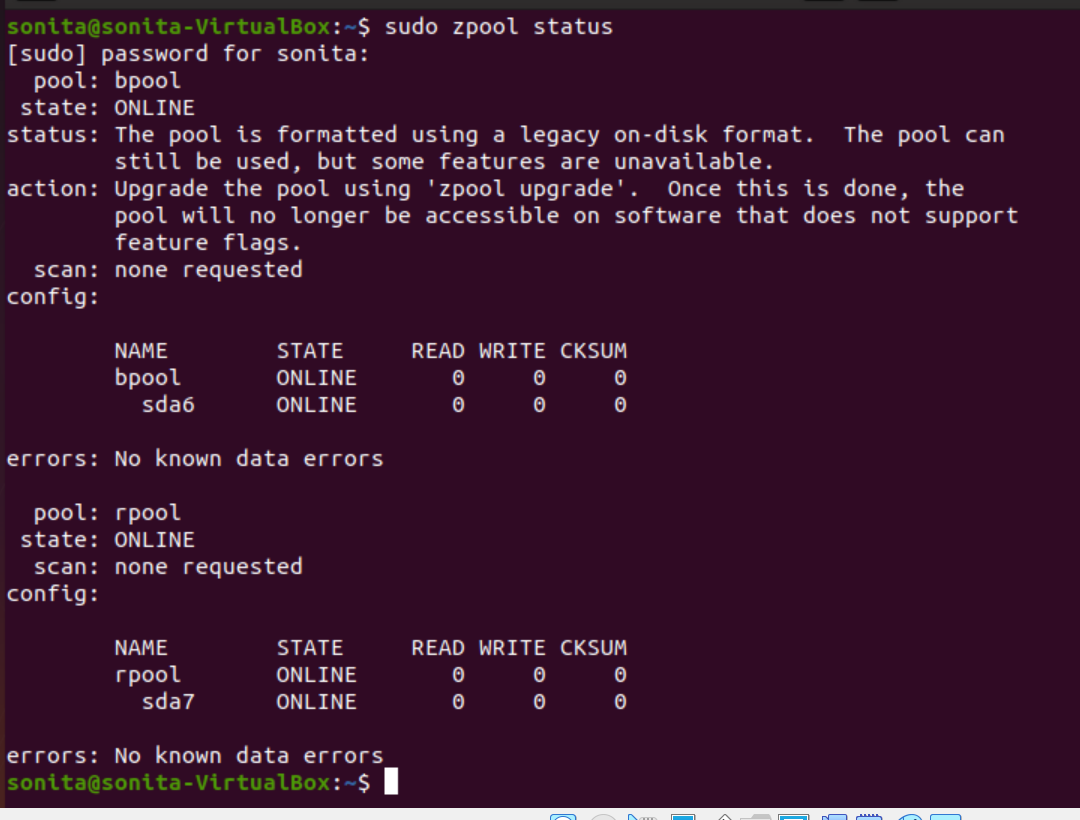 sonita@sonita-VirtualBox:~$ sudo zpool status
[sudo] password for sonita:
  pool: bpool
 state: ONLINE
status: The pool is formatted using a legacy on-disk format.  The pool can
        still be used, but some features are unavailable.
action: Upgrade the pool using 'zpool upgrade'.  Once this is done, the
        pool will no longer be accessible on software that does not support
        feature flags.
  scan: none requested
config:

        NAME        STATE     READ WRITE CKSUM
        bpool       ONLINE       0     0     0
          sda6      ONLINE       0     0     0

errors: No known data errors

  pool: rpool
 state: ONLINE
  scan: none requested
config:

        NAME        STATE     READ WRITE CKSUM
        rpool       ONLINE       0     0     0
          sda7      ONLINE       0     0     0

errors: No known data errors
sonita@sonita-VirtualBox:~$